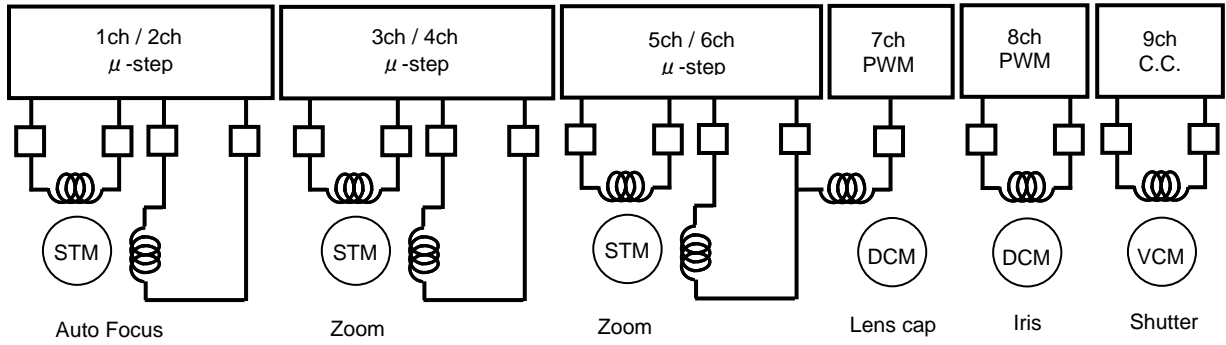 1ch / 2ch
μ-step
3ch / 4ch
μ-step
5ch / 6ch
μ-step
7ch
PWM
8ch
PWM
9ch
C.C.
STM
STM
STM
DCM
DCM
VCM
Auto Focus
Zoom
Zoom
Lens cap
Iris
Shutter